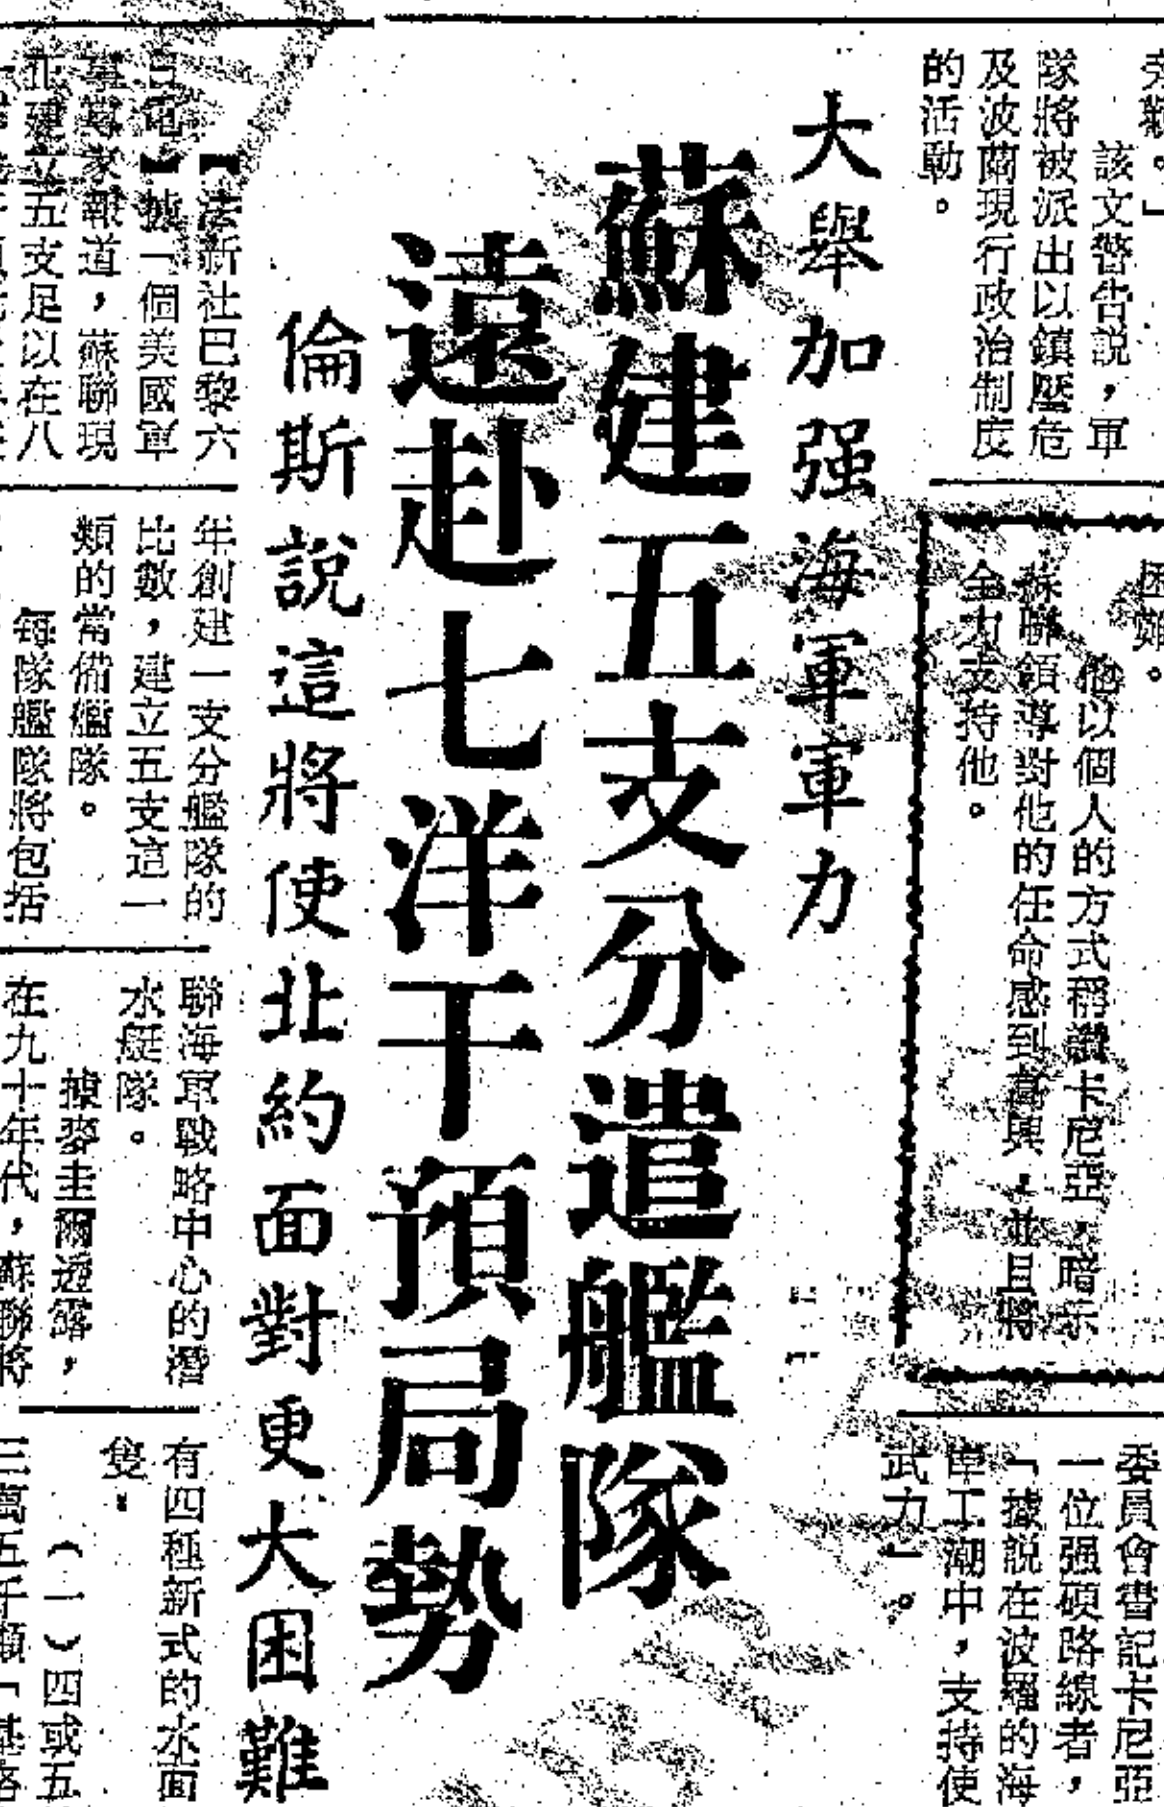 該文警告説，軍
隊將被派出以鎮壓危
及波蘭現行政治制度
的活動。
困難。
他以個人的方式稱讚卡尼亞，暗示
蘇聯領導對他的任命感到高興，並且將
全力支持他。
委員會書記卡尼亞
一位强硬路線者，
「據説在波羅的海
岸工潮中，支持使
武力」。
大舉加强海軍軍力
蘇建五支分遣艦隊
遠赴七洋干預局勢
倫斯説這將使北約面對更大困難
【法新社巴黎六
日電】據一個美國軍
事專家報道，蘇聯現
正建立五支足以在八
年創建一支分艦隊的
比數，建立五支這一
類的常備艦隊。
每隊艦隊將包括
聯海軍戰略中心的潛
水艇隊。
據麥圭爾透露，
在九十年代，蘇聯將
有四種新式的水面
隻：
（一）四或五
三萬五千噸「基洛